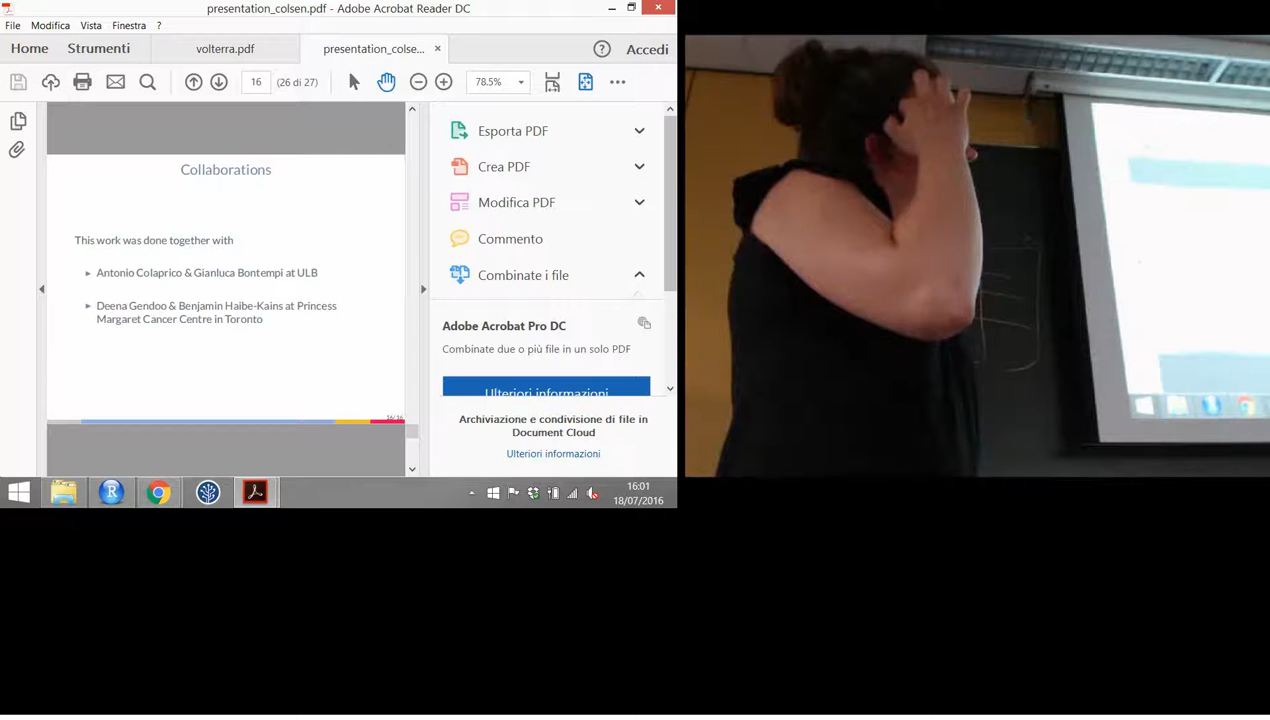 presentation_colsen.pdf - Adobe Acrobat Reader DC
File Modifica Vista Finestra ?
Home Strumenti volterra.pdf presentation_colse... × Accedi
16 (26 di 27) 78.5%
Collaborations
This work was done together with
Antonio Colaprico & Gianluca Bontempi at ULB
Deena Gendoo & Benjamin Haibe-Kains at Princess
Margaret Cancer Centre in Toronto
16/16
Esporta PDF
Crea PDF
Modifica PDF
Commento
Combinate i file
Adobe Acrobat Pro DC
Combinate due o più file in un solo PDF
Ulteriori informazioni
Archiviazione e condivisione di file in
Document Cloud
Ulteriori informazioni
16:01
18/07/2016